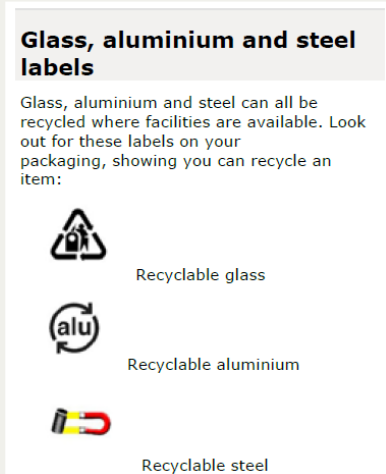 Glass, aluminium and steel
labels
Glass, aluminium and steel can all be
recycled where facilities are available. Look
out for these labels on your
packaging, showing you can recycle an
item:
Recyclable glass
alu
Recyclable aluminium
Recyclable steel